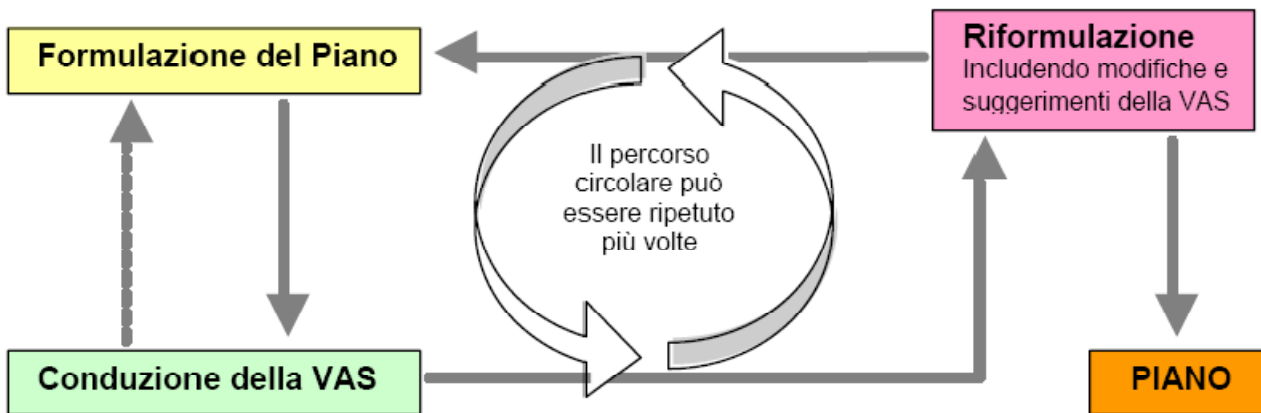 Formulazione del Piano
Riformulazione
Includendo modifiche e
suggerimenti della VAS
Il percorso
circolare può
essere ripetuto
più volte
Conduzione della VAS
PIANO